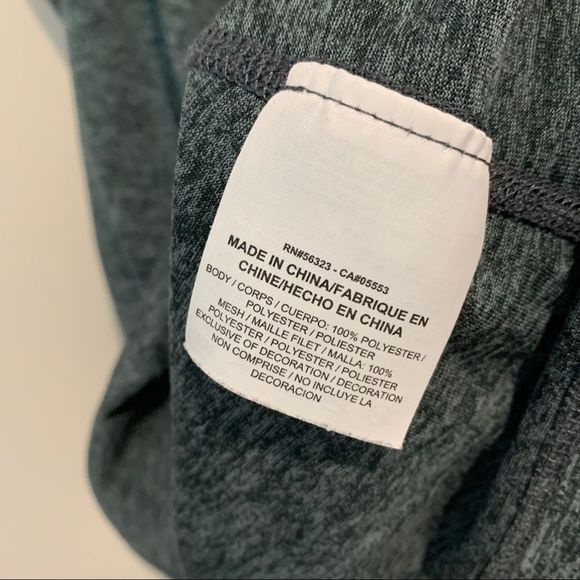 RN#56323 - CA#05553
MADE IN CHINA/FABRIQUE EN
CHINE/HECHO EN CHINA
BODY / CORPS / CUERPO: 100% POLYESTER /
POLYESTER / POLIESTER
MESH / MAILLE FILET / MALLA: 100%
POLYESTER / POLYESTER / POLIESTER
EXCLUSIVE OF DECORATION / DECORATION
NON COMPRISE / NO INCLUYE LA
DECORACION